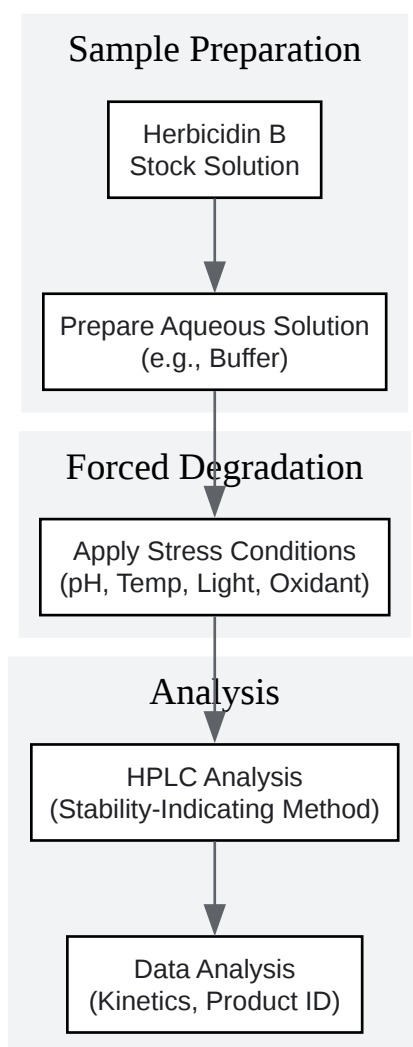 Sample Preparation
Herbicidin B
Stock Solution
Prepare Aqueous Solution
(e.g., Buffer)
Forced Degradation
Apply Stress Conditions
(pH, Temp, Light, Oxidant)
Analysis
HPLC Analysis
(Stability-Indicating Method)
Data Analysis
(Kinetics, Product ID)